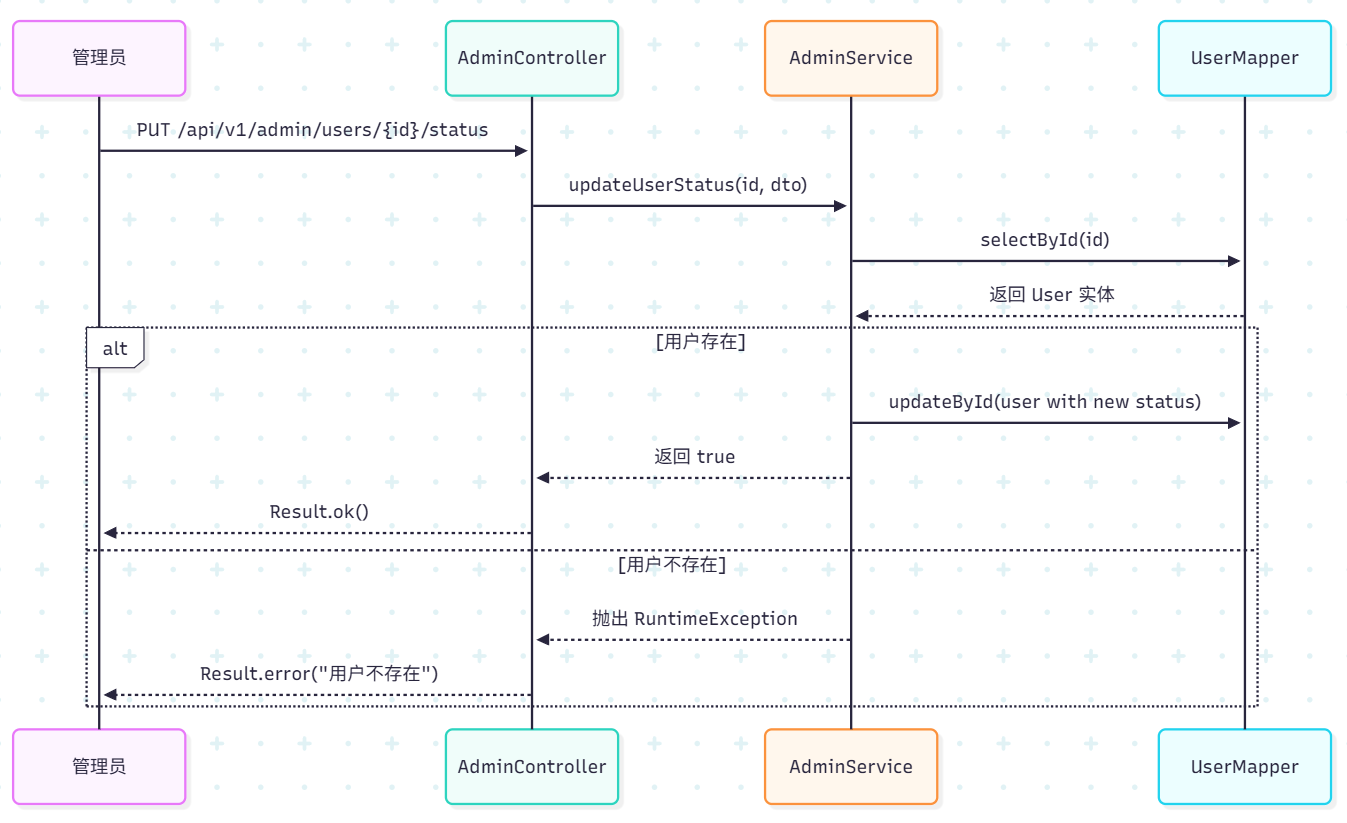 管理员
AdminController
AdminService
UserMapper
PUT /api/v1/admin/users/{id}/status
updateUserStatus(id, dto)
selectById(id)
返回 User 实体
alt
[用户存在]
updateById(user with new status)
返回 true
Result.ok()
[用户不存在]
抛出 RuntimeException
Result.error("用户不存在")
管理员
AdminController
AdminService
UserMapper